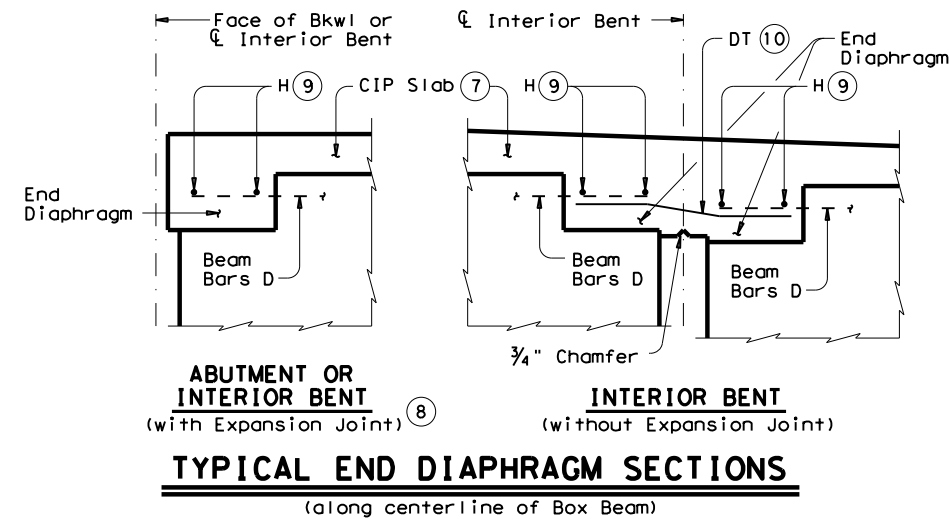 Face of Bkwl or
℄ Interior Bent
℄ Interior Bent
DT 10
End
Diaphragm
H 9
CIP Slab 7
H 9
H 9
End
Diaphragm
Beam
Bars D
Beam
Bars D
Beam
Bars D
¾" Chamfer
ABUTMENT OR
INTERIOR BENT
(with Expansion Joint) 8
INTERIOR BENT
(without Expansion Joint)
TYPICAL END DIAPHRAGM SECTIONS
(along centerline of Box Beam)